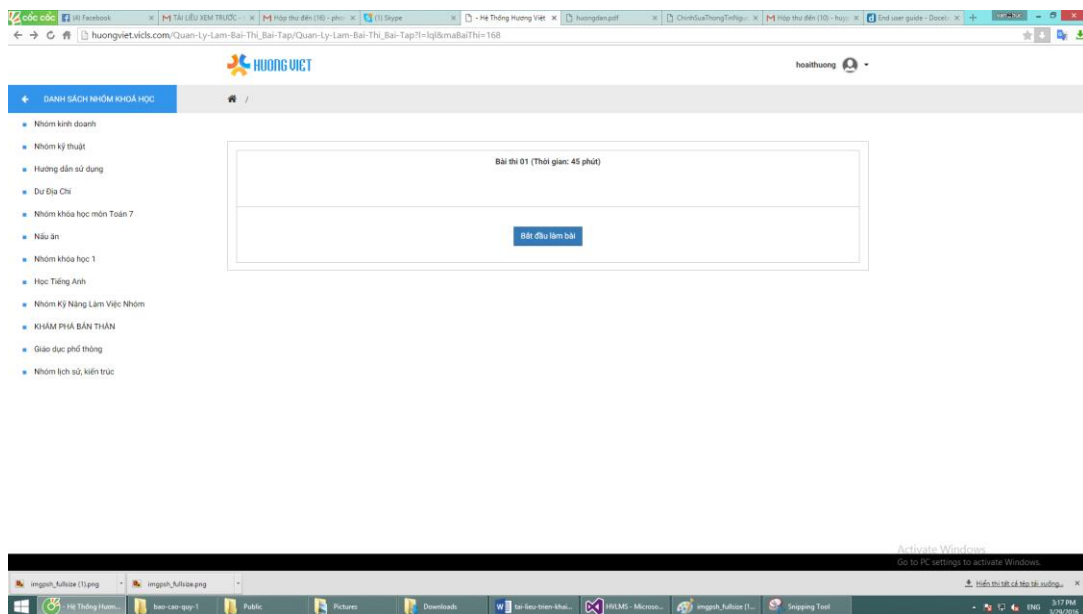 cốc cốc
(4) Facebook
TÀI LIỆU XEM TRƯỚC -
Hộp thư đến (16) - pho
(1) Skype
- Hệ Thống Hương Việt
huongdan.pdf
Hộp thư đến (10) - huyn
End user guide - Docebo
huongviet.vicls.com/Quan-Ly-Lam-Bai-Thi_Bai-Tap/Quan-Ly-Lam-Bai-Thi_Bai-Tap?l=lql&maBaiThi=168
HUONG VIET
hoaithuong
DANH SÁCH NHÓM KHOÁ HỌC
/
Nhóm kinh doanh
Nhóm kỹ thuật
Hướng dẫn sử dụng
Dư Địa Chí
Nhóm khóa học môn Toán 7
Nấu ăn
Nhóm khóa học 1
Học Tiếng Anh
Nhóm Kỹ Năng Làm Việc Nhóm
KHÁM PHÁ BẢN THÂN
Giáo dục phổ thông
Nhóm lịch sử, kiến trúc
Bài thi 01 (Thời gian: 45 phút)
Bắt đầu làm bài
Activate Windows
Go to PC settings to activate Windows.
imgpsh_fullsize (1).png
imgpsh_fullsize.png
Hiển thị tất cả tệp tải xuống...
- Hệ Thống Hươn...
bao-cao-quy-1
Public
Pictures
Downloads
tai-lieu-trien-khai...
HVLMS - Microso...
imgpsh_fullsize (1...
Snipping Tool
ENG
3:17 PM
3/29/2016